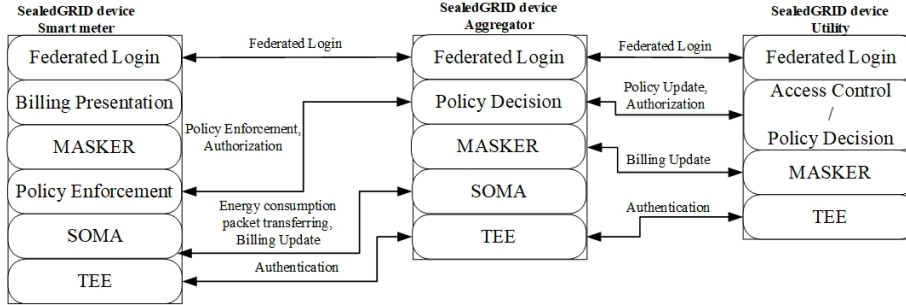 SealedGRID device
Smart meter
Federated Login
Billing Presentation
MASKER
Policy Enforcement
SOMA
TEE
Federated Login
Policy Enforcement,
Authorization
Energy consumption
packet transferring,
Billing Update
Authentication
SealedGRID device
Aggregator
Federated Login
Policy Decision
MASKER
SOMA
TEE
Federated Login
Policy Update,
Authorization
Billing Update
Authentication
SealedGRID device
Utility
Federated Login
Access Control
/
Policy Decision
MASKER
TEE